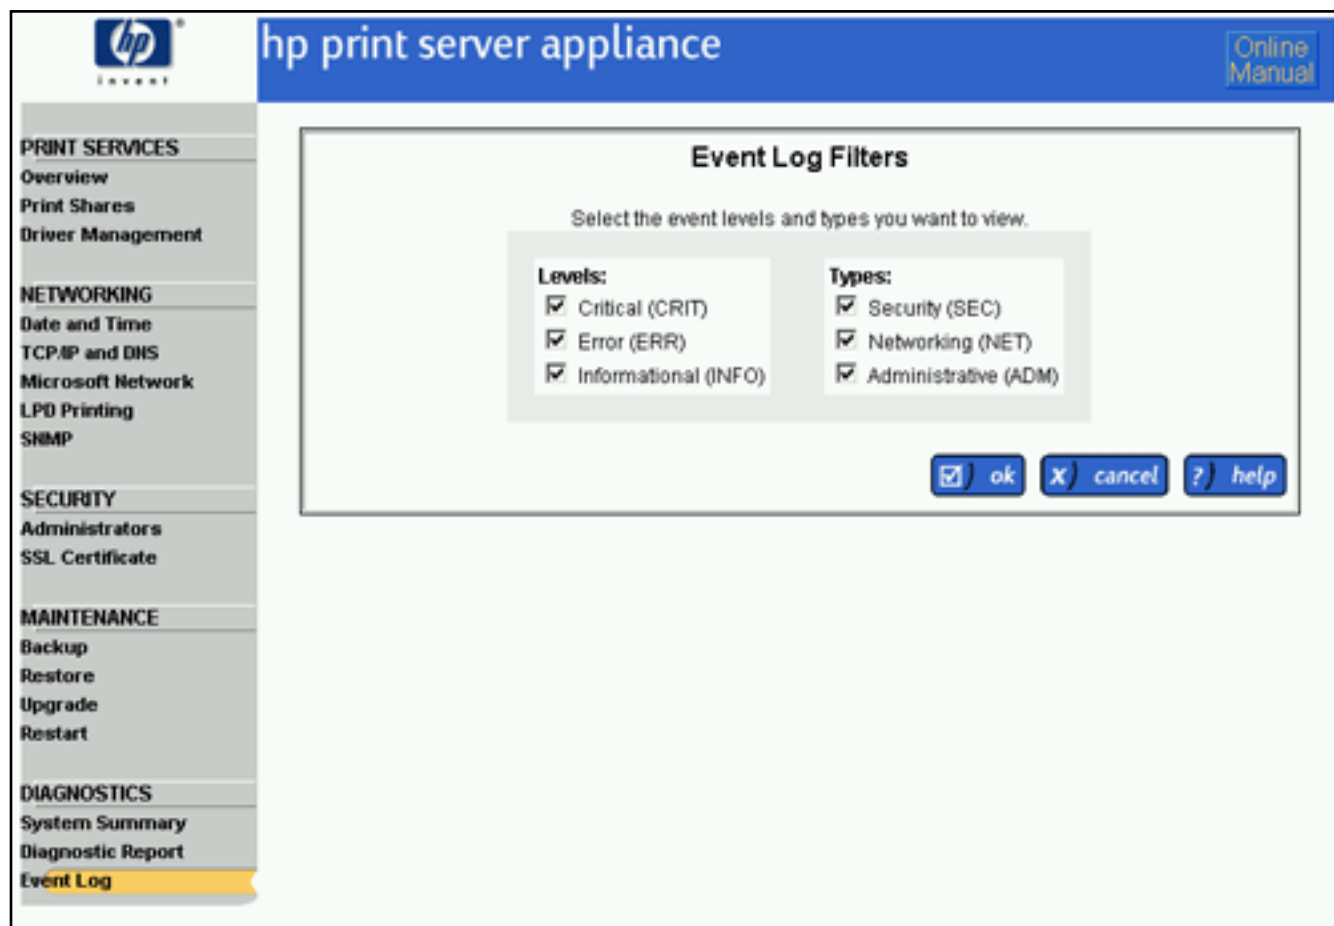 hp
invent
hp print server appliance
Online
Manual
PRINT SERVICES
Overview
Print Shares
Driver Management
NETWORKING
Date and Time
TCP/IP and DNS
Microsoft Network
LPD Printing
SNMP
SECURITY
Administrators
SSL Certificate
MAINTENANCE
Backup
Restore
Upgrade
Restart
DIAGNOSTICS
System Summary
Diagnostic Report
Event Log
Event Log Filters
Select the event levels and types you want to view.
Levels:
Critical (CRIT)
Error (ERR)
Informational (INFO)
Types:
Security (SEC)
Networking (NET)
Administrative (ADM)
ok
x) cancel
?) help